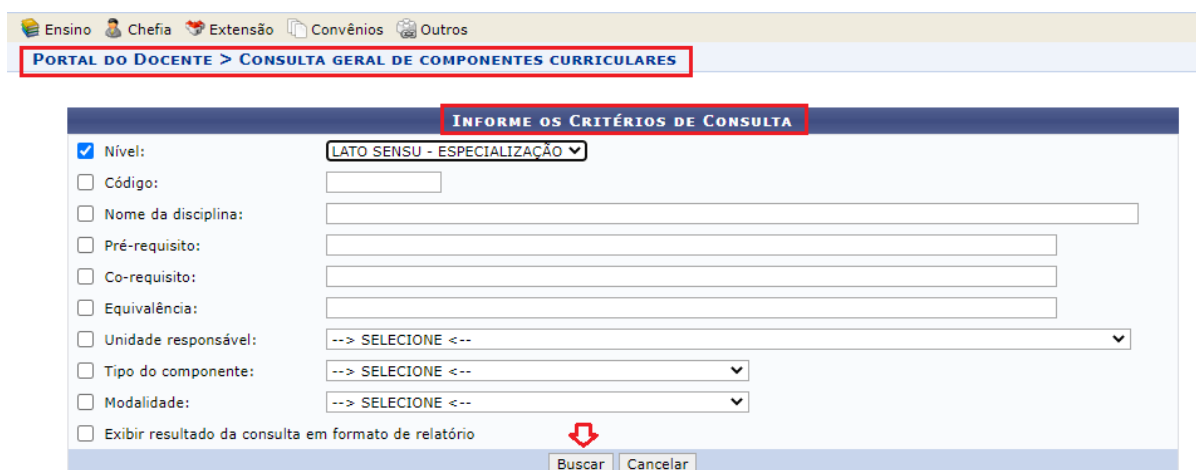 Ensino Chefia Extensão Convênios Outros
PORTAL DO DOCENTE > CONSULTA GERAL DE COMPONENTES CURRICULARES
INFORME OS CRITÉRIOS DE CONSULTA
Nível: LATO SENSU - ESPECIALIZAÇÃO
Código:
Nome da disciplina:
Pré-requisito:
Co-requisito:
Equivalência:
Unidade responsável: --> SELECIONE <--
Tipo do componente: --> SELECIONE <--
Modalidade: --> SELECIONE <--
Exibir resultado da consulta em formato de relatório
Buscar Cancelar